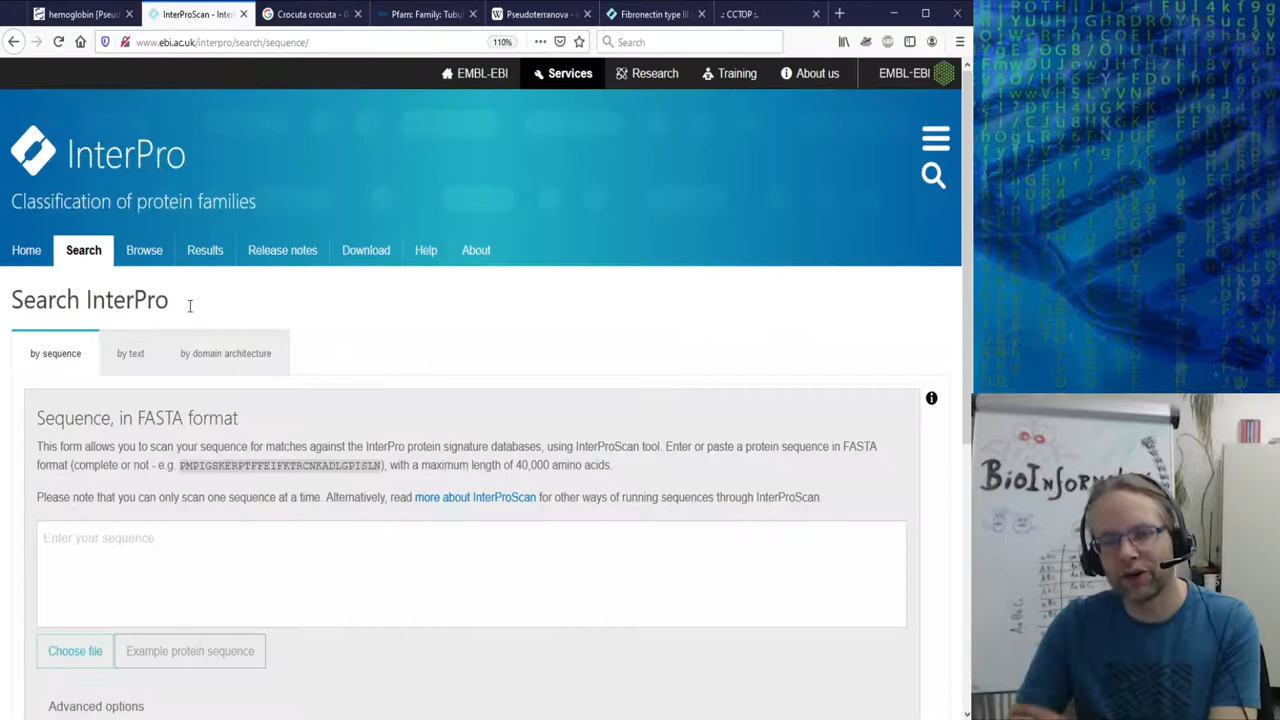 hemoglobin [Pseud
InterProScan - Inter
Crocuta crocuta - G
Pfam: Family: Tubul
Pseudoterranova - W
Fibronectin type III
.: CCTOP :.
www.ebi.ac.uk/interpro/search/sequence/
110%
Search
EMBL-EBI
Services
Research
Training
About us
EMBL-EBI
InterPro
Classification of protein families
Home
Search
Browse
Results
Release notes
Download
Help
About
Search InterPro
by sequence
by text
by domain architecture
Sequence, in FASTA format
This form allows you to scan your sequence for matches against the InterPro protein signature databases, using InterProScan tool. Enter or paste a protein sequence in FASTA
format (complete or not - e.g. PMPIGSKERPTFFEIFKTRCNKADLGPISLN), with a maximum length of 40,000 amino acids.
Please note that you can only scan one sequence at a time. Alternatively, read more about InterProScan for other ways of running sequences through InterProScan.
Enter your sequence
Choose file
Example protein sequence
Advanced options